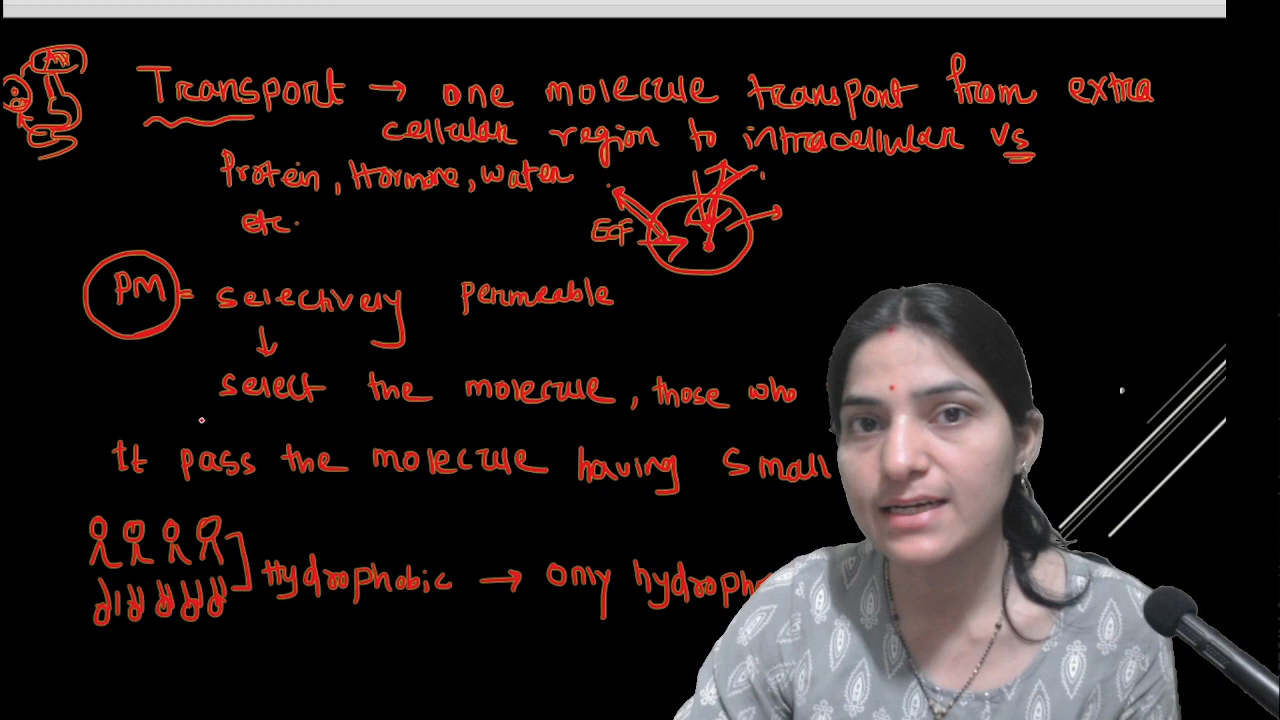 Transport → one molecule transport from extra
cellular region to intracellular vs
Protein, Hormone, water
etc.
ECF
PM = selectively permeable
↓
select the molecule, those who
It pass the molecule having small
Hydrophobic → only